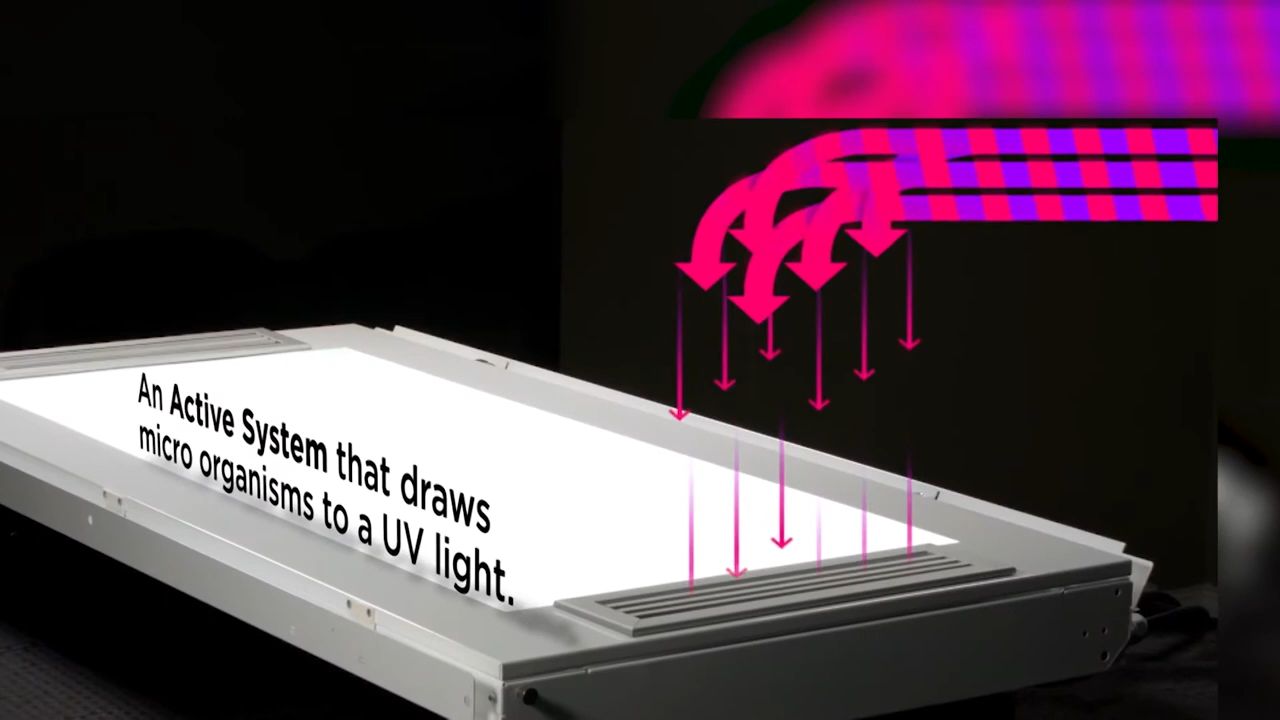 An Active System that draws
micro organisms to a UV light.